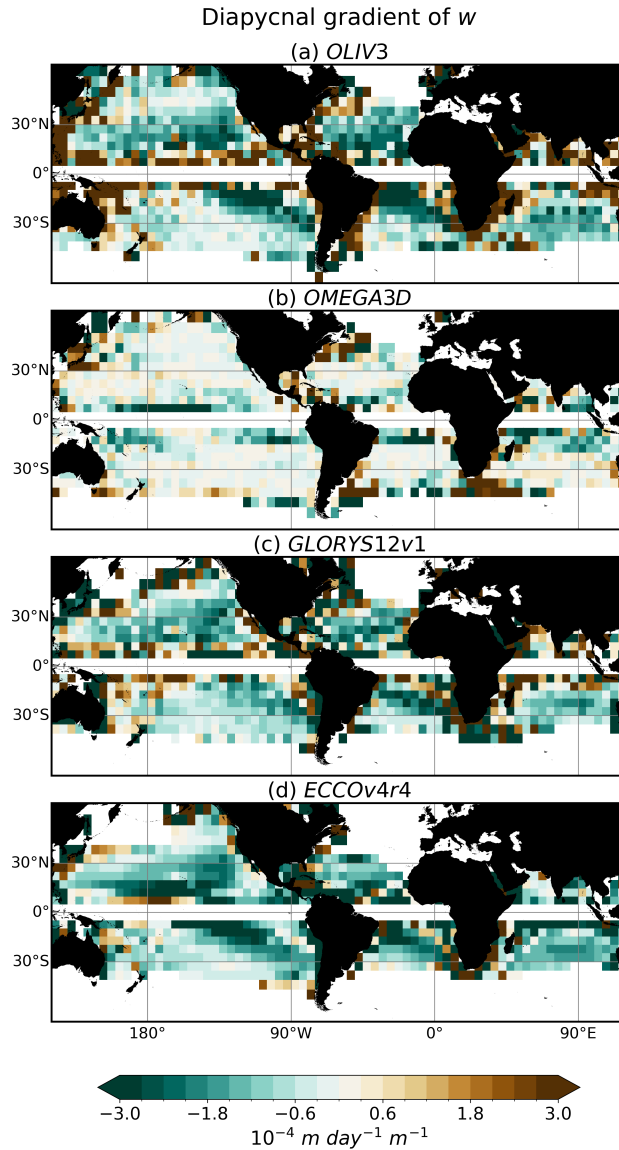 Diapycnal gradient of w
(a) OLIV3
30°N
0°
30°S
(b) OMEGA3D
30°N
0°
30°S
(c) GLORYS12v1
30°N
0°
30°S
(d) ECCOv4r4
30°N
0°
30°S
180° 90°W 0° 90°E
−3.0 −1.8 −0.6 0.6 1.8 3.0
10⁻⁴ m day⁻¹ m⁻¹